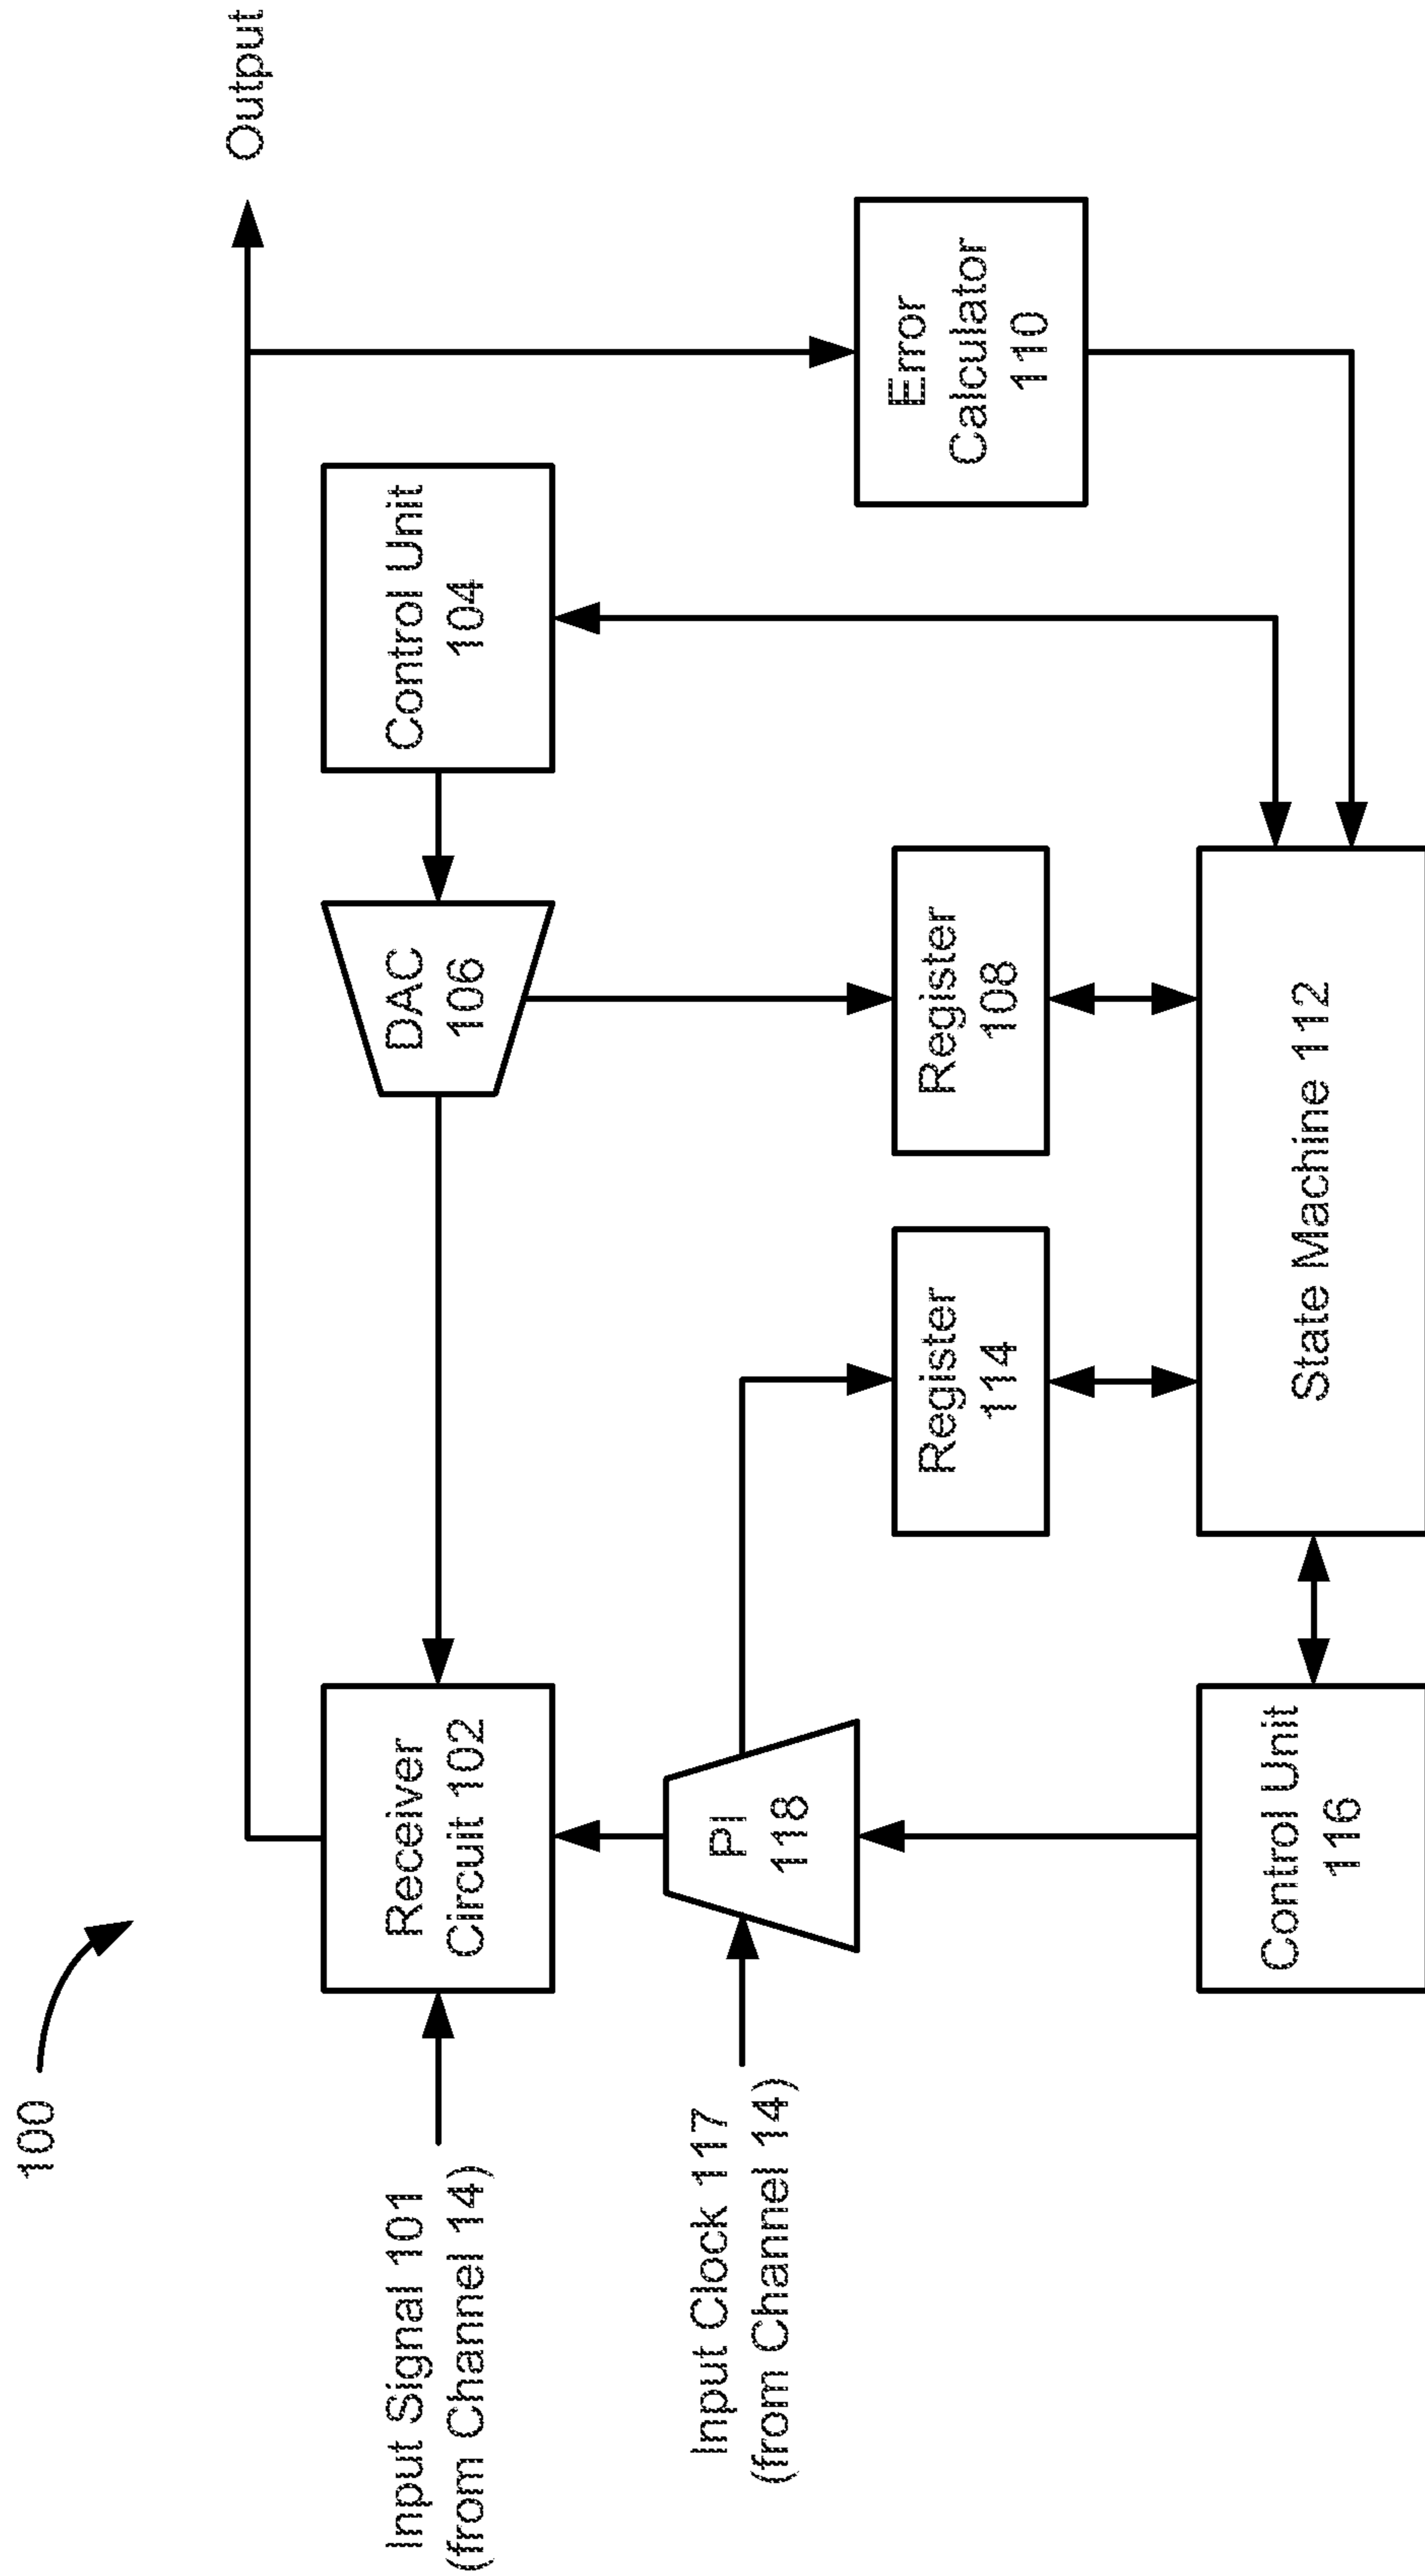 100
Output
Input Signal 101
(from Channel 14)
Receiver
Circuit 102
DAC
106
Control Unit
104
Input Clock 117
(from Channel 14)
PI
118
Register
114
Register
108
Error
Calculator
110
Control Unit
116
State Machine 112